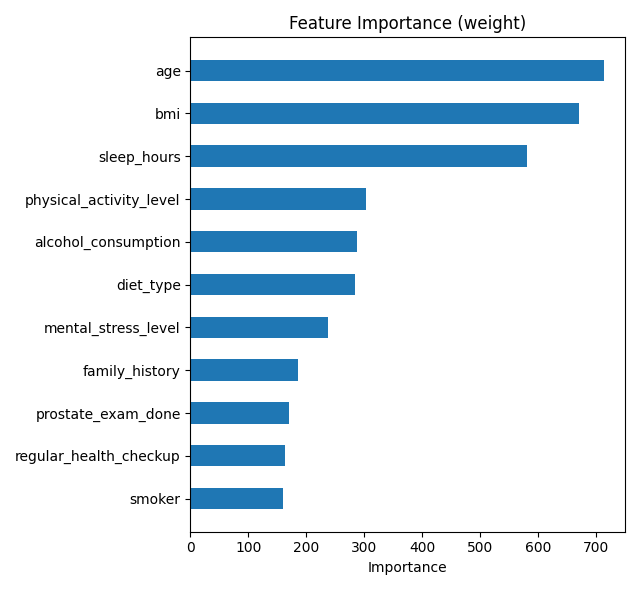 Feature Importance (weight)
age
bmi
sleep_hours
physical_activity_level
alcohol_consumption
diet_type
mental_stress_level
family_history
prostate_exam_done
regular_health_checkup
smoker
0 100 200 300 400 500 600 700
Importance